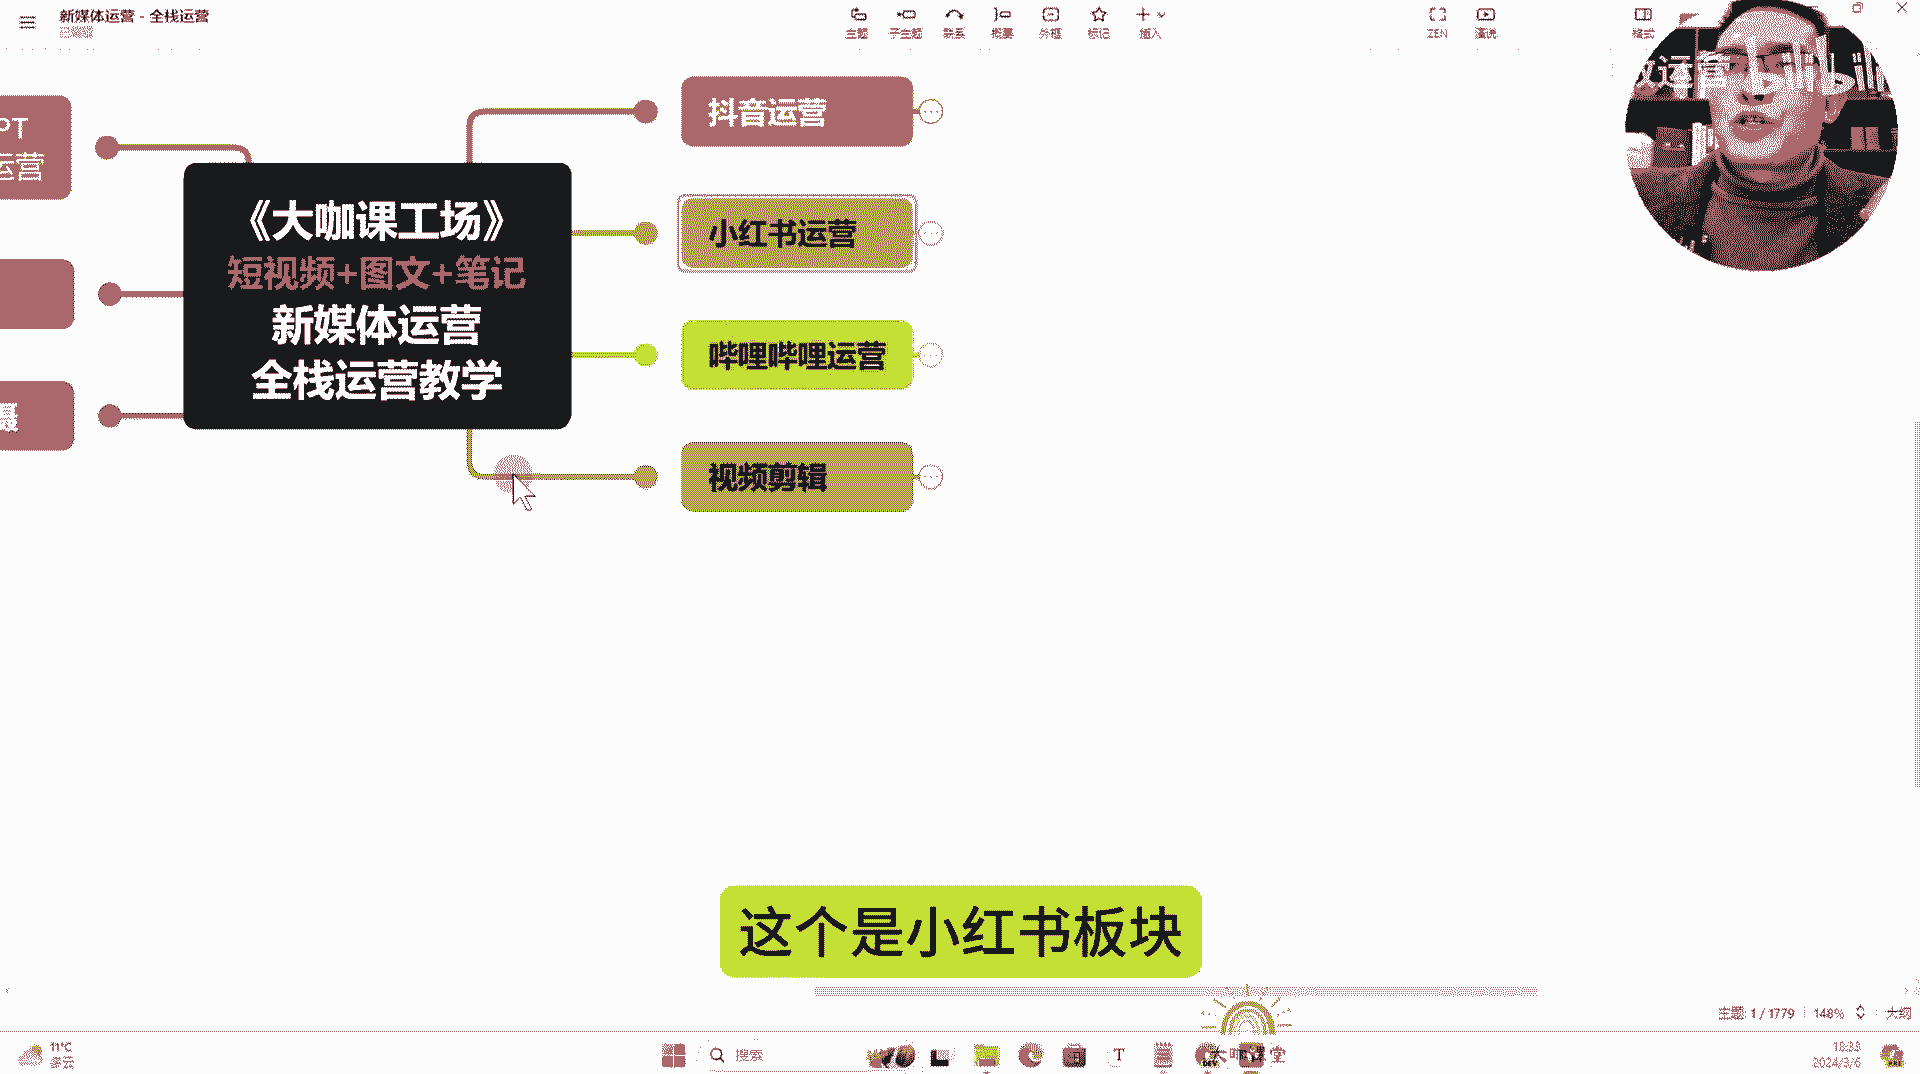 新媒体运营 - 全栈运营
已编辑
主题
子主题
联系
概要
外框
标记
插入
ZEN
演说
格式
运营
PT
运营
《大咖课工场》
短视频+图文+笔记
新媒体运营
全栈运营教学
抖音运营
小红书运营
哔哩哔哩运营
视频剪辑
这个是小红书板块
主题: 1 / 1779
148%
大纲
11°C
多云
搜索
18:33
2024/3/6